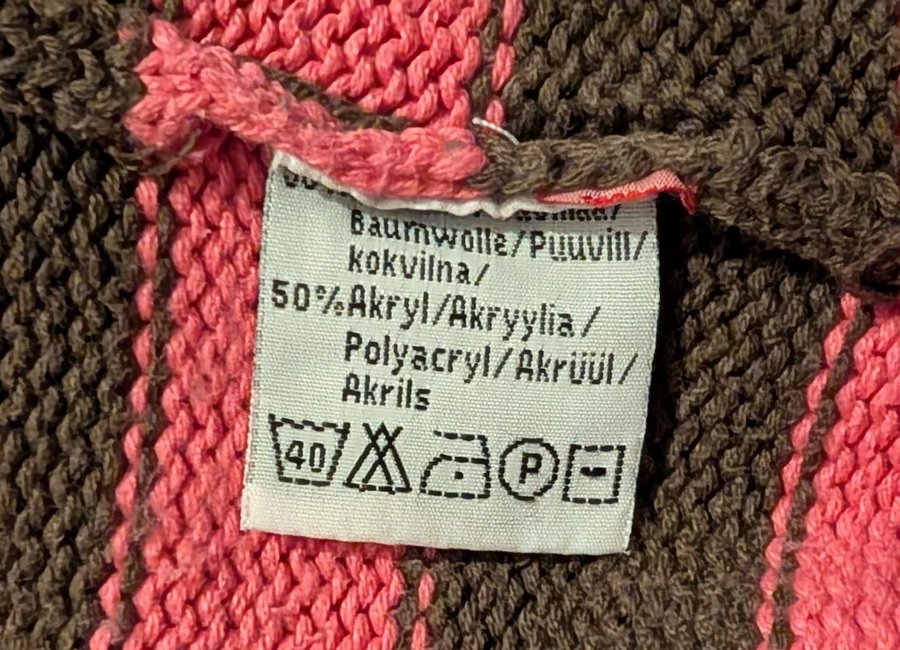 Baumwolle/Puuvill/
kokvilna/
50%Akryl/Akryylia/
Polyacryl/Akrüül/
Akrils
40 P